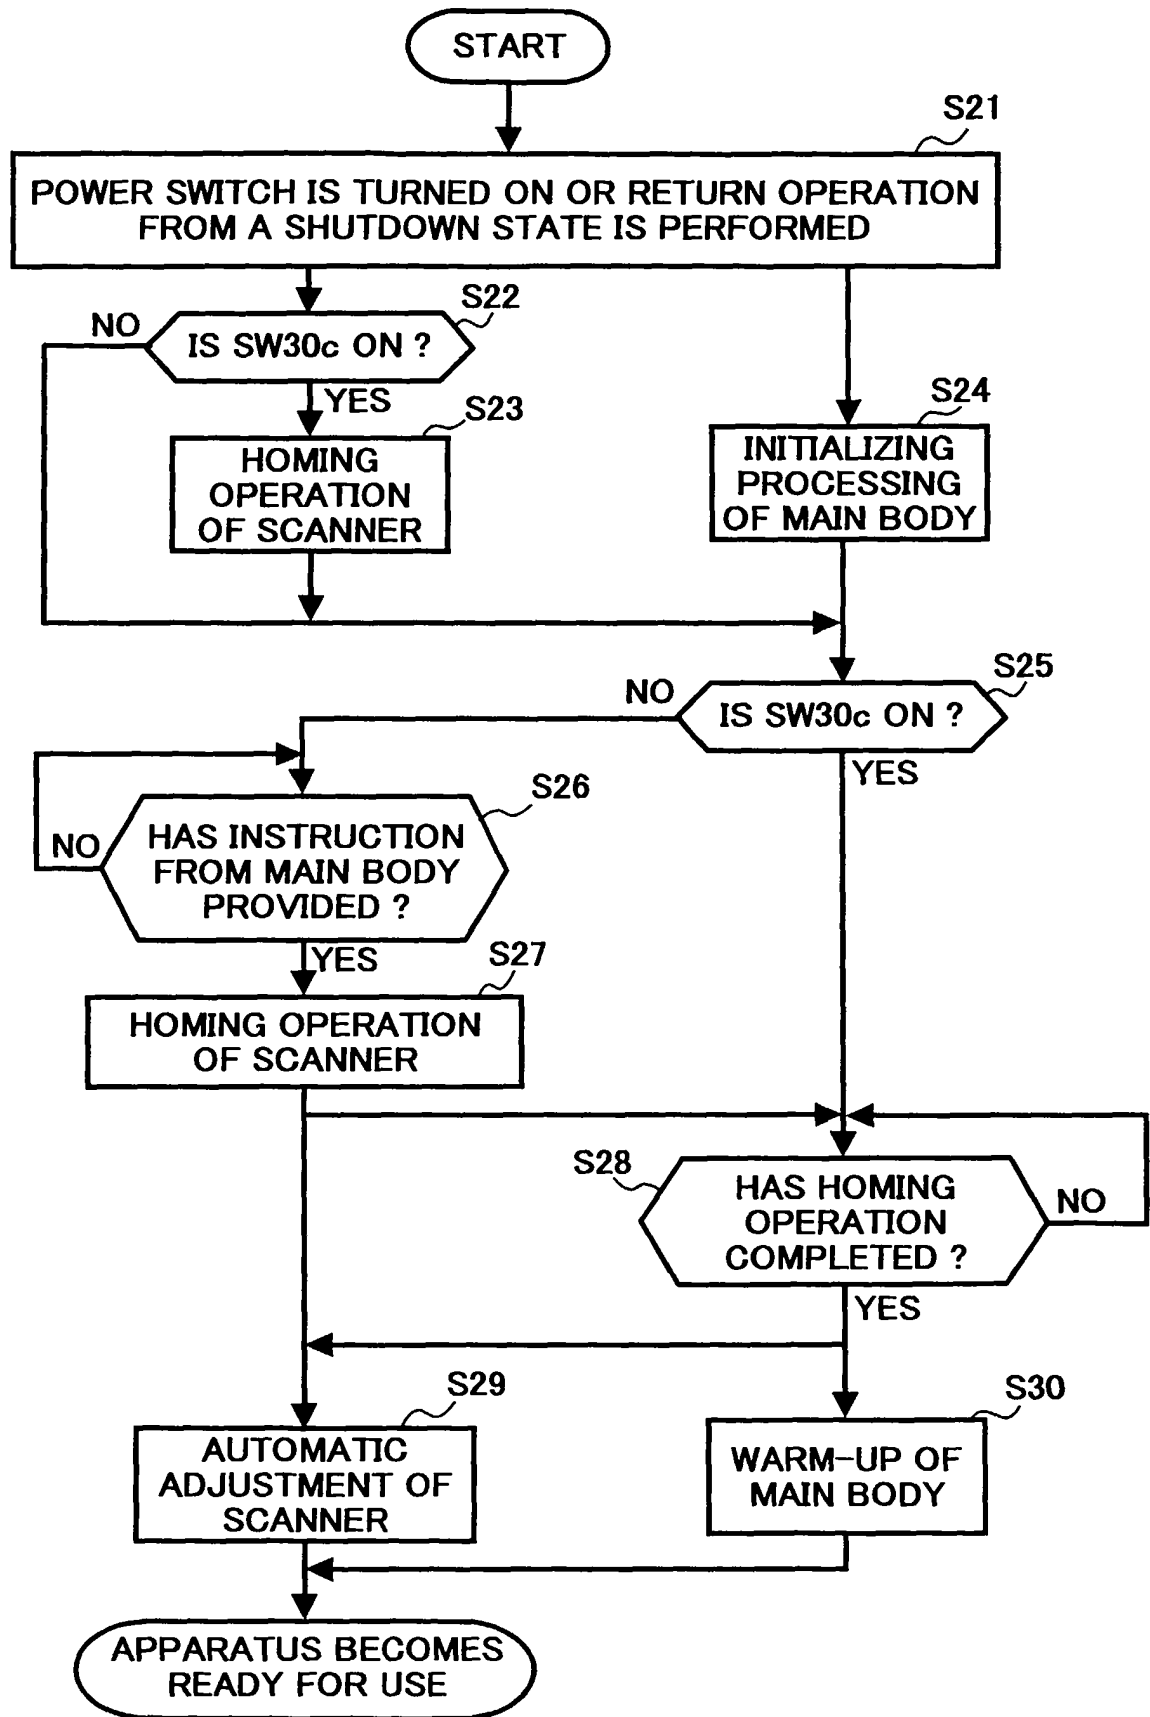 START
S21
POWER SWITCH IS TURNED ON OR RETURN OPERATION
FROM A SHUTDOWN STATE IS PERFORMED
S22
NO
IS SW30c ON ?
YES
S23
HOMING
OPERATION
OF SCANNER
S24
INITIALIZING
PROCESSING
OF MAIN BODY
S25
NO
IS SW30c ON ?
YES
S26
HAS INSTRUCTION
FROM MAIN BODY
PROVIDED ?
NO
YES
S27
HOMING OPERATION
OF SCANNER
S28
HAS HOMING
OPERATION
COMPLETED ?
NO
YES
S29
AUTOMATIC
ADJUSTMENT OF
SCANNER
S30
WARM-UP OF
MAIN BODY
APPARATUS BECOMES
READY FOR USE